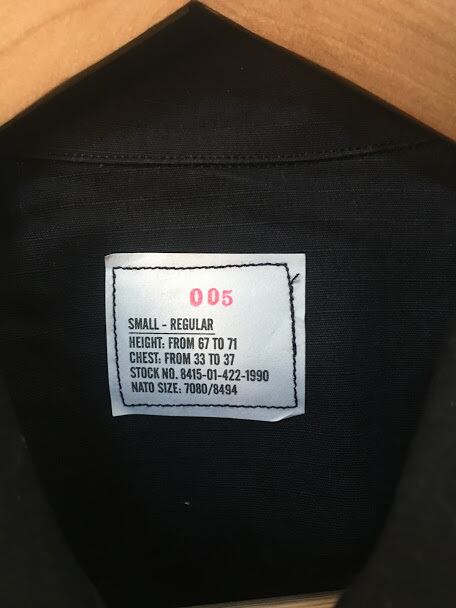 005
SMALL - REGULAR
HEIGHT: FROM 67 TO 71
CHEST: FROM 33 TO 37
STOCK NO. 8415-01-422-1990
NATO SIZE: 7080/8494